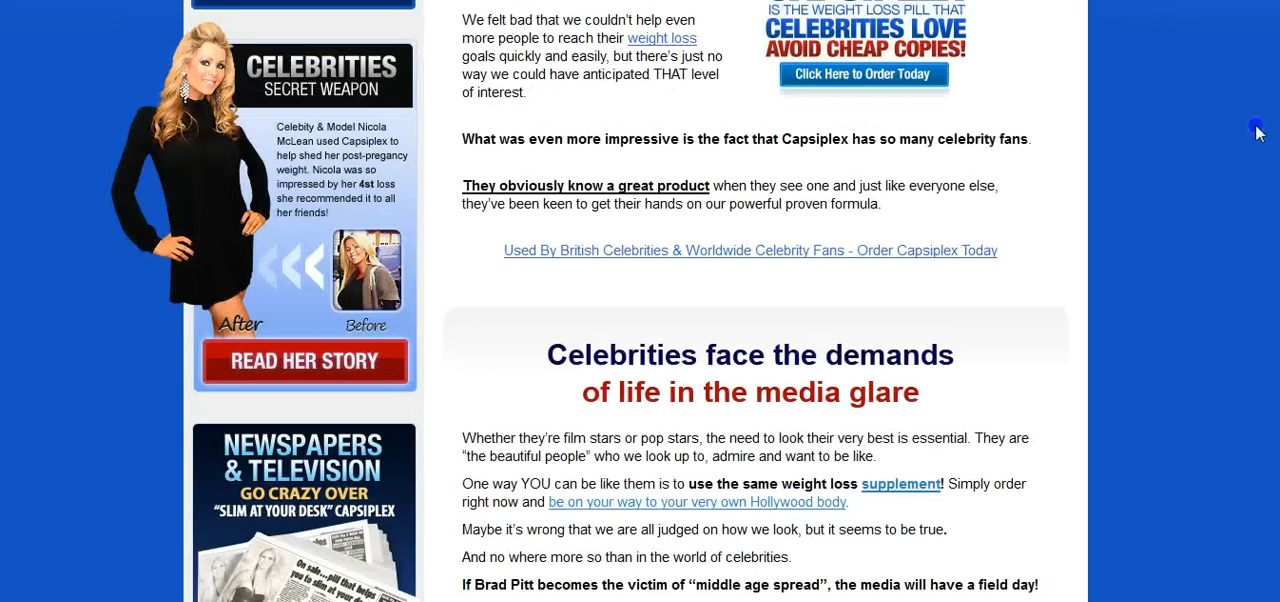 CELEBRITIES
SECRET WEAPON
Celebity & Model Nicola
McLean used Capsiplex to
help shed her post-pregancy
weight. Nicola was so
impressed by her 4st loss
she recommended it to all
her friends!
After
Before
READ HER STORY
NEWSPAPERS
& TELEVISION
GO CRAZY OVER
“SLIM AT YOUR DESK” CAPSIPLEX
On sale...pill that helps
you to slim at your de
We felt bad that we couldn’t help even
more people to reach their weight loss
goals quickly and easily, but there’s just no
way we could have anticipated THAT level
of interest.
IS THE WEIGHT LOSS PILL THAT
CELEBRITIES LOVE
AVOID CHEAP COPIES!
Click Here to Order Today
What was even more impressive is the fact that Capsiplex has so many celebrity fans.
They obviously know a great product when they see one and just like everyone else,
they’ve been keen to get their hands on our powerful proven formula.
Used By British Celebrities & Worldwide Celebrity Fans - Order Capsiplex Today
Celebrities face the demands
of life in the media glare
Whether they’re film stars or pop stars, the need to look their very best is essential. They are
“the beautiful people” who we look up to, admire and want to be like.
One way YOU can be like them is to use the same weight loss supplement! Simply order
right now and be on your way to your very own Hollywood body.
Maybe it’s wrong that we are all judged on how we look, but it seems to be true.
And no where more so than in the world of celebrities.
If Brad Pitt becomes the victim of “middle age spread”, the media will have a field day!